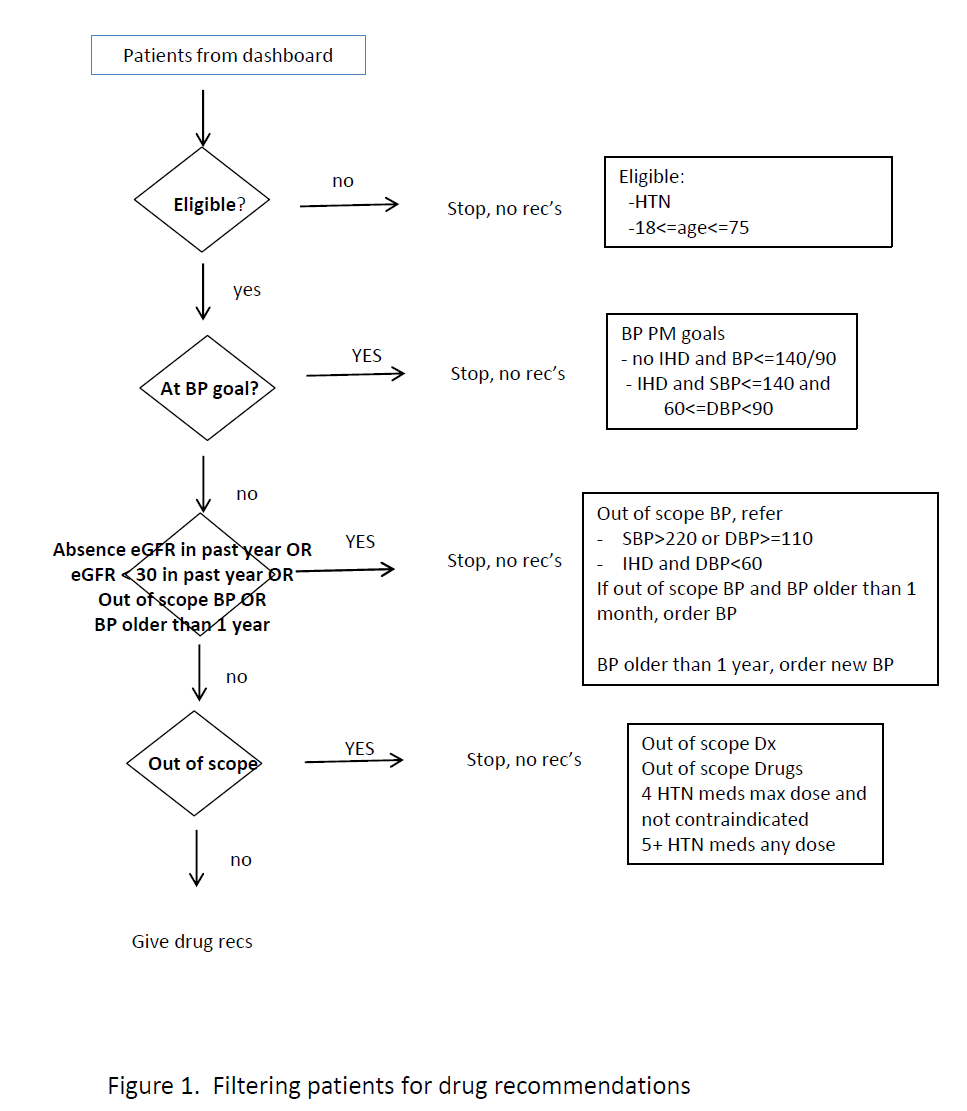 Patients from dashboard
Eligible?
no
Stop, no rec’s
Eligible:
-HTN
-18<=age<=75
yes
At BP goal?
YES
Stop, no rec’s
BP PM goals
- no IHD and BP<=140/90
- IHD and SBP<=140 and
60<=DBP<90
no
Absence eGFR in past year OR
eGFR < 30 in past year OR
Out of scope BP OR
BP older than 1 year
YES
Stop, no rec’s
Out of scope BP, refer
- SBP>220 or DBP>=110
- IHD and DBP<60
If out of scope BP and BP older than 1
month, order BP
BP older than 1 year, order new BP
no
Out of scope
YES
Stop, no rec’s
Out of scope Dx
Out of scope Drugs
4 HTN meds max dose and
not contraindicated
5+ HTN meds any dose
no
Give drug recs
Figure 1. Filtering patients for drug recommendations